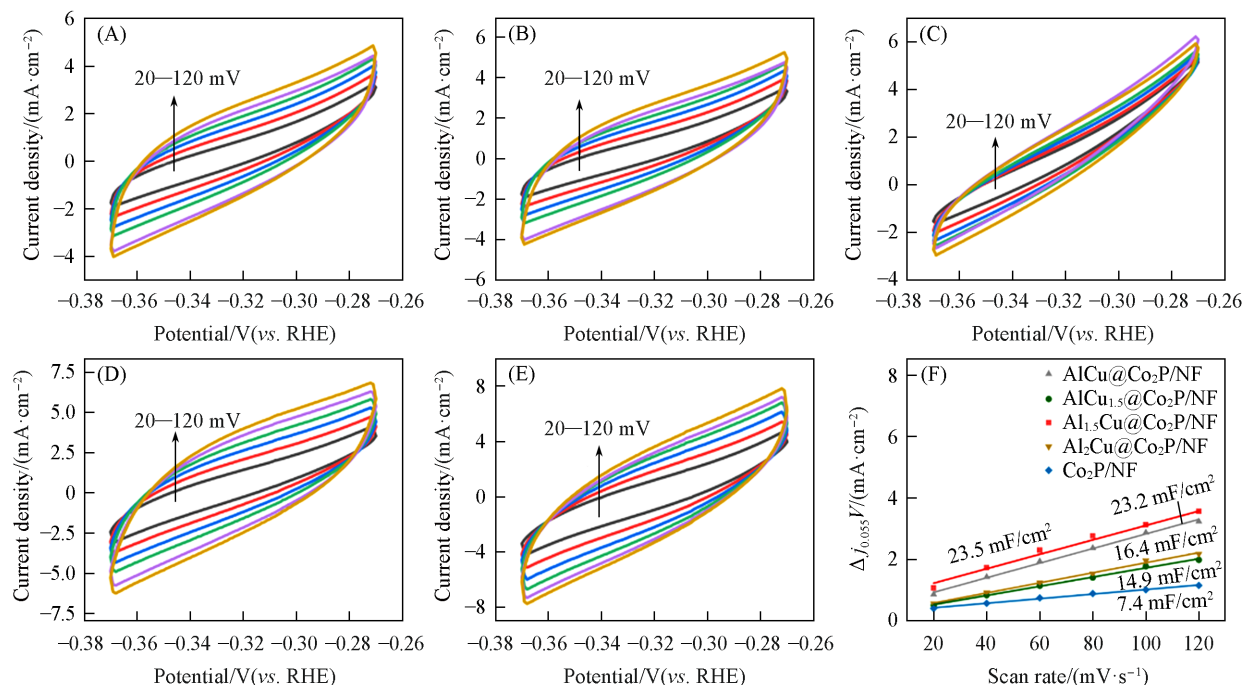 (A)
20—120 mV
Current density/(mA·cm−2)
6
4
2
0
−2
−4
−0.38 −0.36 −0.34 −0.32 −0.30 −0.28 −0.26
Potential/V(vs. RHE)
(B)
20—120 mV
Current density/(mA·cm−2)
6
4
2
0
−2
−4
−6
−0.38 −0.36 −0.34 −0.32 −0.30 −0.28 −0.26
Potential/V(vs. RHE)
(C)
20—120 mV
Current density/(mA·cm−2)
6
4
2
0
−2
−4
−0.38 −0.36 −0.34 −0.32 −0.30 −0.28 −0.26
Potential/V(vs. RHE)
(D)
20—120 mV
Current density/(mA·cm−2)
7.5
5.0
2.5
0
−2.5
−5.0
−7.5
−0.38 −0.36 −0.34 −0.32 −0.30 −0.28 −0.26
Potential/V(vs. RHE)
(E)
20—120 mV
Current density/(mA·cm−2)
8
4
0
−4
−8
−0.38 −0.36 −0.34 −0.32 −0.30 −0.28 −0.26
Potential/V(vs. RHE)
(F)
AlCu@Co2P/NF
AlCu1.5@Co2P/NF
Al1.5Cu@Co2P/NF
Al2Cu@Co2P/NF
Co2P/NF
23.5 mF/cm2
23.2 mF/cm2
16.4 mF/cm2
14.9 mF/cm2
7.4 mF/cm2
Δj0.055V/(mA·cm−2)
8
6
4
2
0
20 40 60 80 100 120
Scan rate/(mV·s−1)